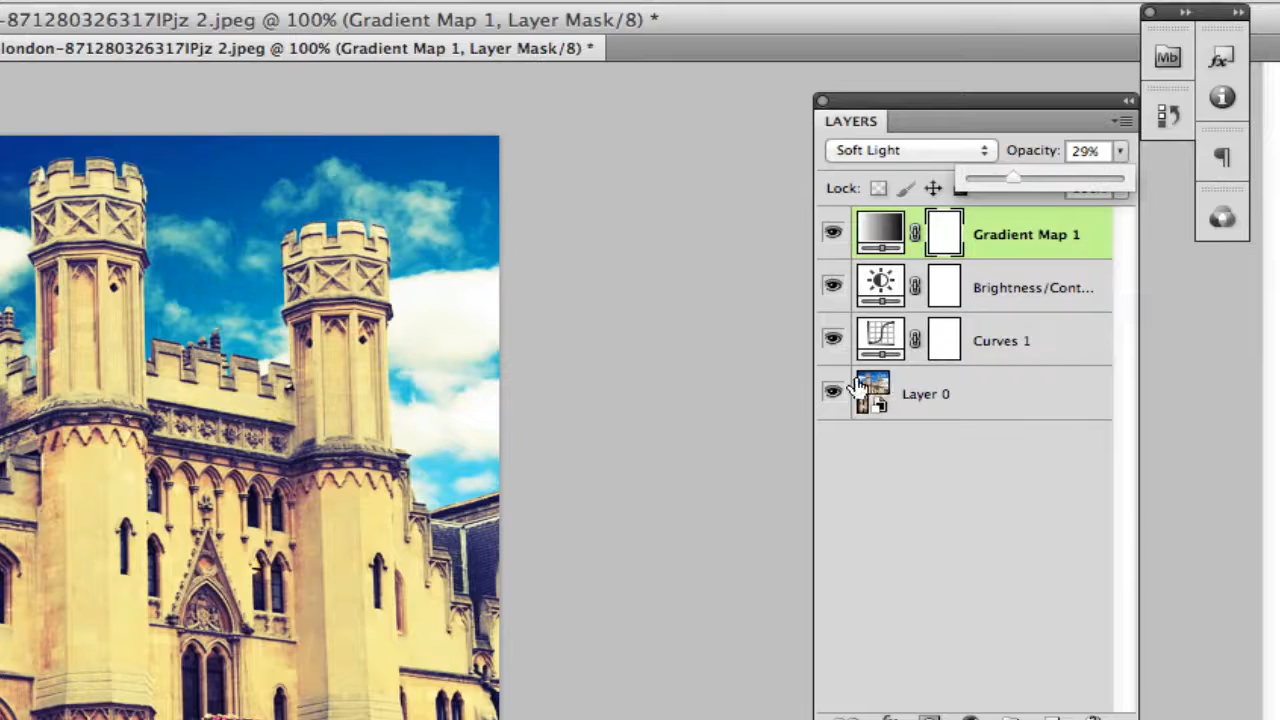 -871280326317IPjz 2.jpeg @ 100% (Gradient Map 1, Layer Mask/8) *
london-871280326317IPjz 2.jpeg @ 100% (Gradient Map 1, Layer Mask/8) *
Mb
fx
LAYERS
Soft Light
Opacity: 29%
Lock:
Gradient Map 1
Brightness/Cont...
Curves 1
Layer 0